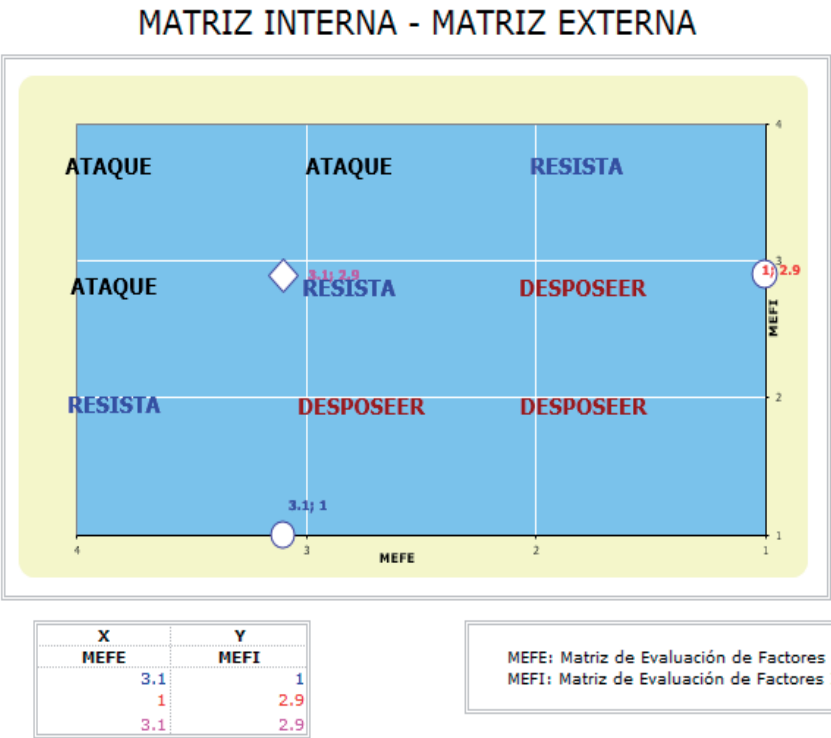 MATRIZ INTERNA - MATRIZ EXTERNA
4
ATAQUE ATAQUE RESISTA
3
3.1; 2.9
1; 2.9
ATAQUE RESISTA DESPOSEER
MEFI
2
RESISTA DESPOSEER DESPOSEER
3.1; 1
1
4 3 2 1
MEFE
X Y
MEFE MEFI
3.1 1
1 2.9
3.1 2.9
MEFE: Matriz de Evaluación de Factores
MEFI: Matriz de Evaluación de Factores